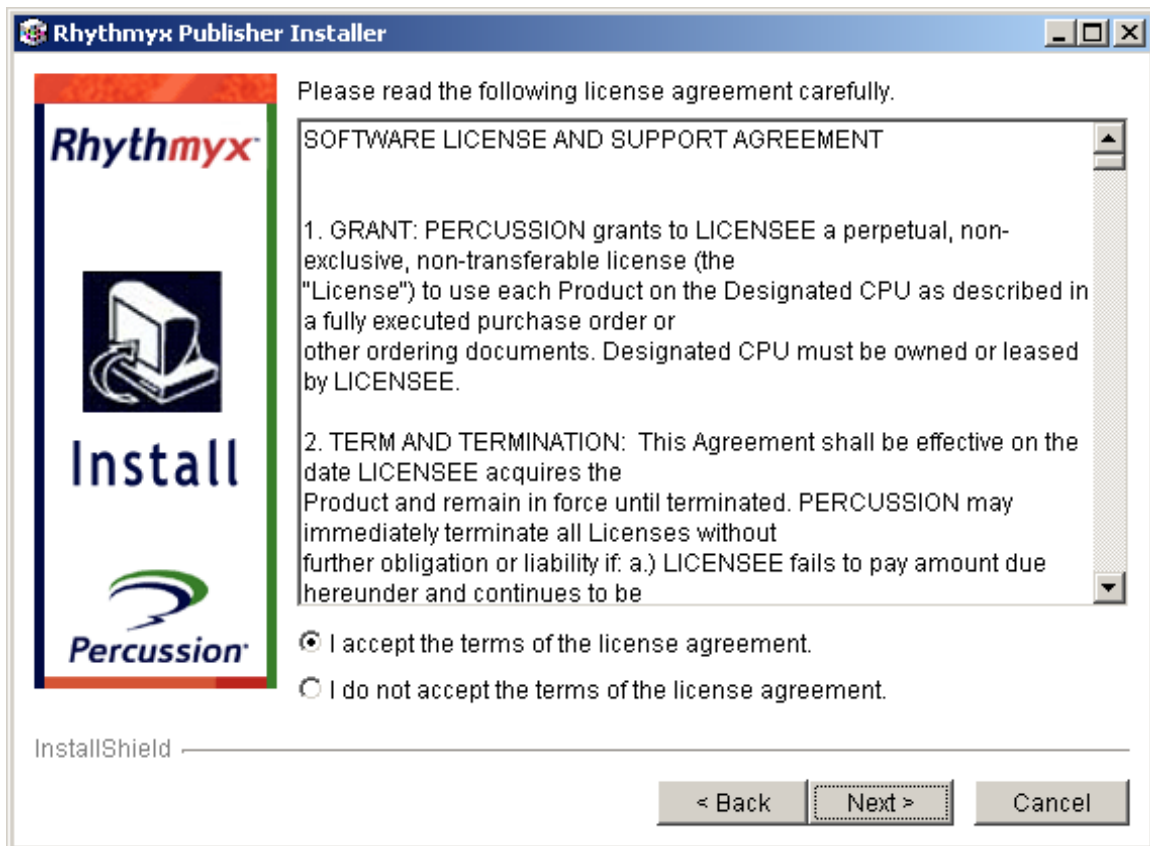 Rhythmyx Publisher Installer
Rhythmyx
Install
Percussion
Please read the following license agreement carefully.
SOFTWARE LICENSE AND SUPPORT AGREEMENT
1. GRANT: PERCUSSION grants to LICENSEE a perpetual, non-
exclusive, non-transferable license (the
"License") to use each Product on the Designated CPU as described in
a fully executed purchase order or
other ordering documents. Designated CPU must be owned or leased
by LICENSEE.
2. TERM AND TERMINATION:  This Agreement shall be effective on the
date LICENSEE acquires the
Product and remain in force until terminated. PERCUSSION may
immediately terminate all Licenses without
further obligation or liability if: a.) LICENSEE fails to pay amount due
hereunder and continues to be
I accept the terms of the license agreement.
I do not accept the terms of the license agreement.
InstallShield
< Back
Next >
Cancel